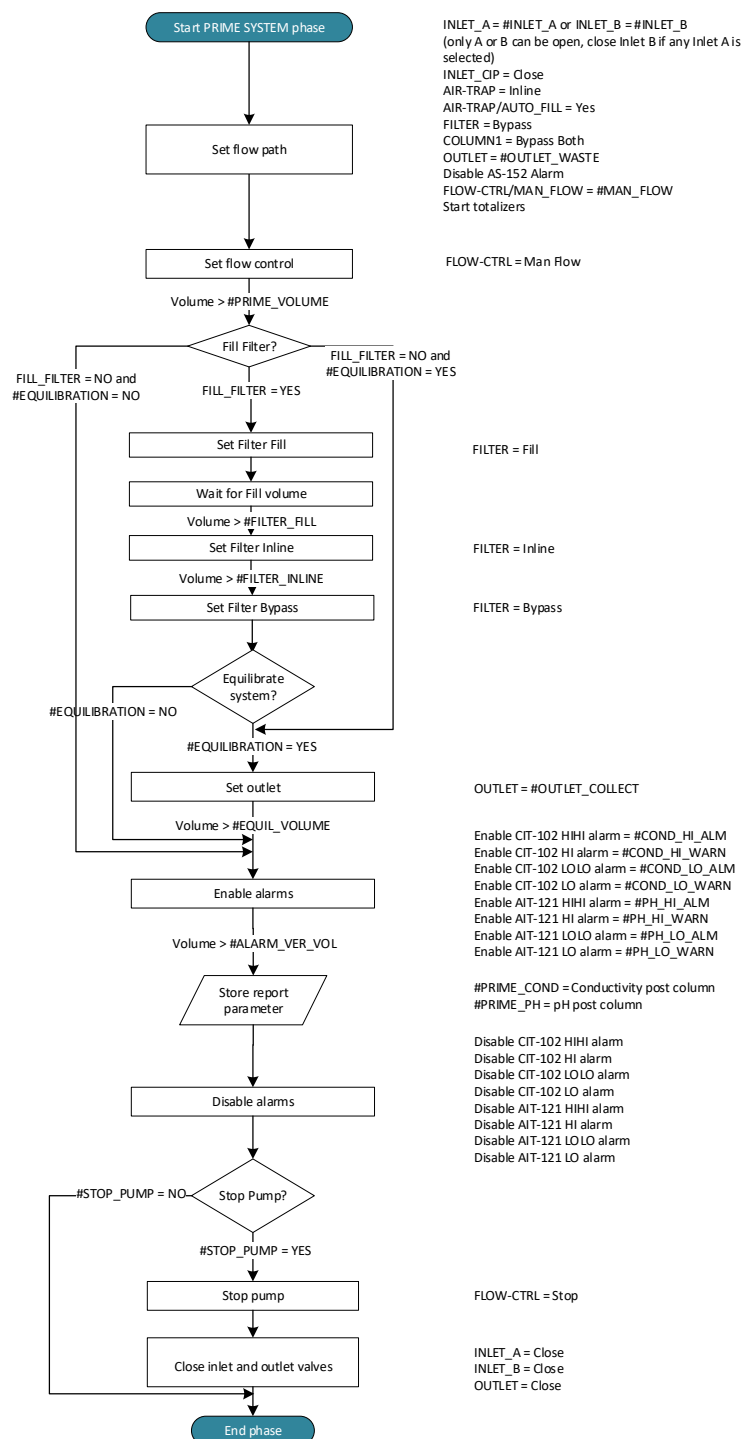 Start PRIME SYSTEM phase
INLET_A = #INLET_A or INLET_B = #INLET_B
(only A or B can be open, close Inlet B if any Inlet A is
selected)
INLET_CIP = Close
AIR-TRAP = Inline
AIR-TRAP/AUTO_FILL = Yes
FILTER = Bypass
COLUMN1 = Bypass Both
OUTLET = #OUTLET_WASTE
Disable AS-152 Alarm
FLOW-CTRL/MAN_FLOW = #MAN_FLOW
Start totalizers
Set flow path
Set flow control
FLOW-CTRL = Man Flow
Volume > #PRIME_VOLUME
Fill Filter?
FILL_FILTER = NO and
#EQUILIBRATION = YES
FILL_FILTER = NO and
#EQUILIBRATION = NO
FILL_FILTER = YES
Set Filter Fill
FILTER = Fill
Wait for Fill volume
Volume > #FILTER_FILL
Set Filter Inline
FILTER = Inline
Volume > #FILTER_INLINE
Set Filter Bypass
FILTER = Bypass
Equilibrate
system?
#EQUILIBRATION = NO
#EQUILIBRATION = YES
Set outlet
OUTLET = #OUTLET_COLLECT
Volume > #EQUIL_VOLUME
Enable CIT-102 HIHI alarm = #COND_HI_ALM
Enable CIT-102 HI alarm = #COND_HI_WARN
Enable CIT-102 LOLO alarm = #COND_LO_ALM
Enable CIT-102 LO alarm = #COND_LO_WARN
Enable AIT-121 HIHI alarm = #PH_HI_ALM
Enable AIT-121 HI alarm = #PH_HI_WARN
Enable AIT-121 LOLO alarm = #PH_LO_ALM
Enable AIT-121 LO alarm = #PH_LO_WARN
Enable alarms
Volume > #ALARM_VER_VOL
Store report
parameter
#PRIME_COND = Conductivity post column
#PRIME_PH = pH post column
Disable CIT-102 HIHI alarm
Disable CIT-102 HI alarm
Disable CIT-102 LOLO alarm
Disable CIT-102 LO alarm
Disable AIT-121 HIHI alarm
Disable AIT-121 HI alarm
Disable AIT-121 LOLO alarm
Disable AIT-121 LO alarm
Disable alarms
#STOP_PUMP = NO
Stop Pump?
#STOP_PUMP = YES
Stop pump
FLOW-CTRL = Stop
Close inlet and outlet valves
INLET_A = Close
INLET_B = Close
OUTLET = Close
End phase